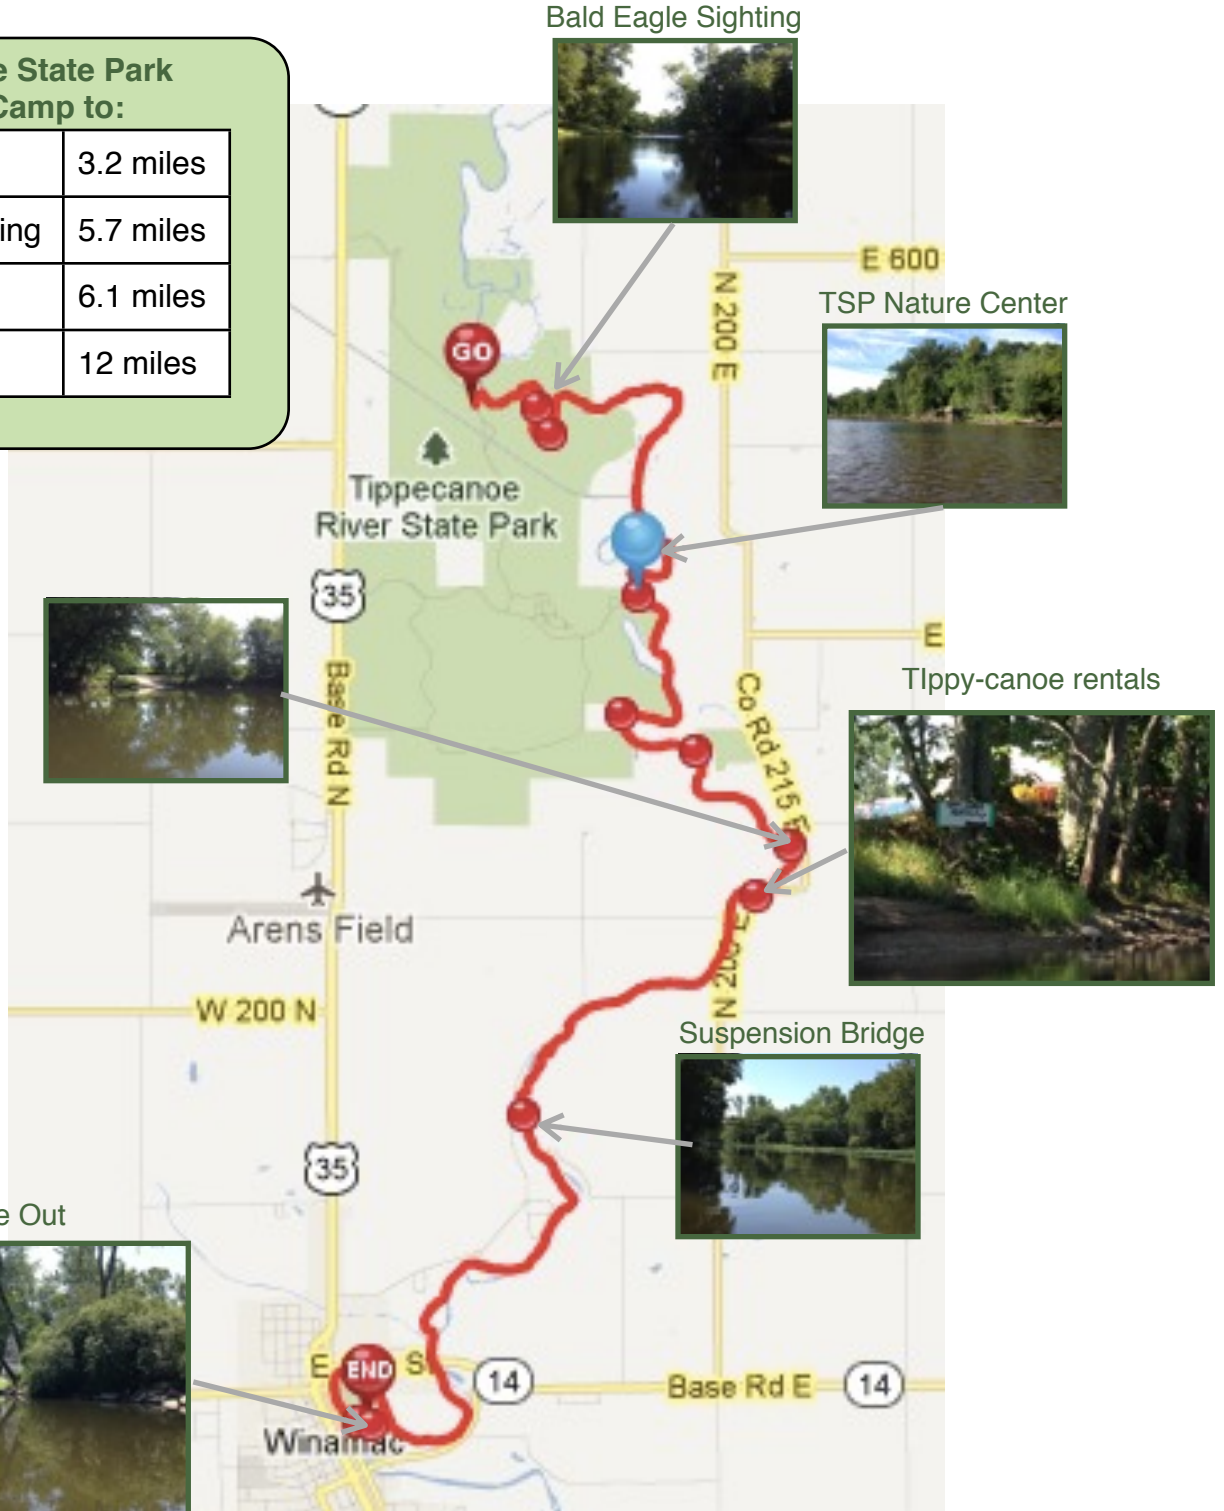 Bald Eagle Sighting
e State Park
Camp to:
3.2 miles
ing 5.7 miles
6.1 miles
12 miles
E 600
N 200 E
TSP Nature Center
GO
Tippecanoe
River State Park
35
E
Base Rd N
TIppy-canoe rentals
Co Rd 215 E
Arens Field
N 200 E
W 200 N
Suspension Bridge
35
e Out
E
END
S
14
Base Rd E
14
Winamac